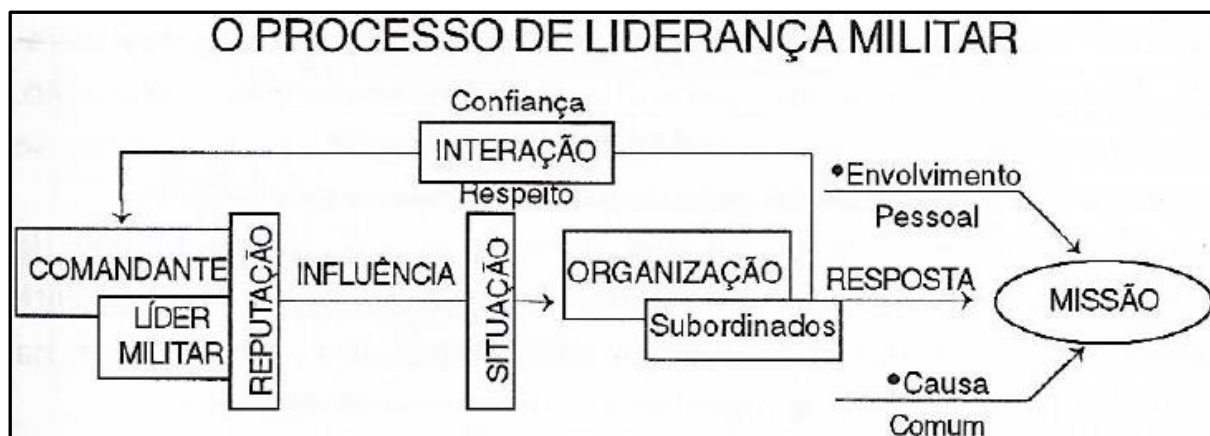 O PROCESSO DE LIDERANÇA MILITAR
Confiança
INTERAÇÃO
Respeito
•Envolvimento
Pessoal
COMANDANTE
LÍDER
MILITAR
REPUTAÇÃO
INFLUÊNCIA
SITUAÇÃO
ORGANIZAÇÃO
Subordinados
RESPOSTA
MISSÃO
•Causa
Comum